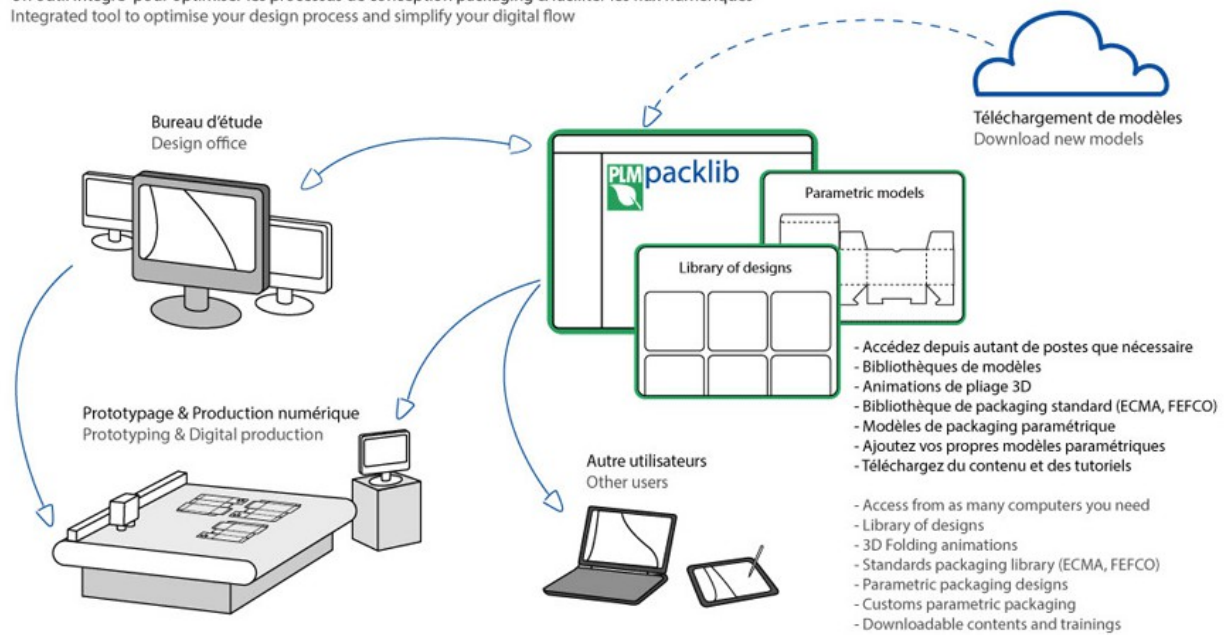 Integrated tool to optimise your design process and simplify your digital flow
Téléchargement de modèles
Download new models
Bureau d'étude
Design office
PLM packlib
Parametric models
Library of designs
- Accédez depuis autant de postes que nécessaire
- Bibliothèques de modèles
- Animations de pliage 3D
- Bibliothèque de packaging standard (ECMA, FEFCO)
- Modèles de packaging paramétrique
- Ajoutez vos propres modèles paramétriques
- Téléchargez du contenu et des tutoriels
Prototypage & Production numérique
Prototyping & Digital production
Autre utilisateurs
Other users
- Access from as many computers you need
- Library of designs
- 3D Folding animations
- Standards packaging library (ECMA, FEFCO)
- Parametric packaging designs
- Customs parametric packaging
- Downloadable contents and trainings